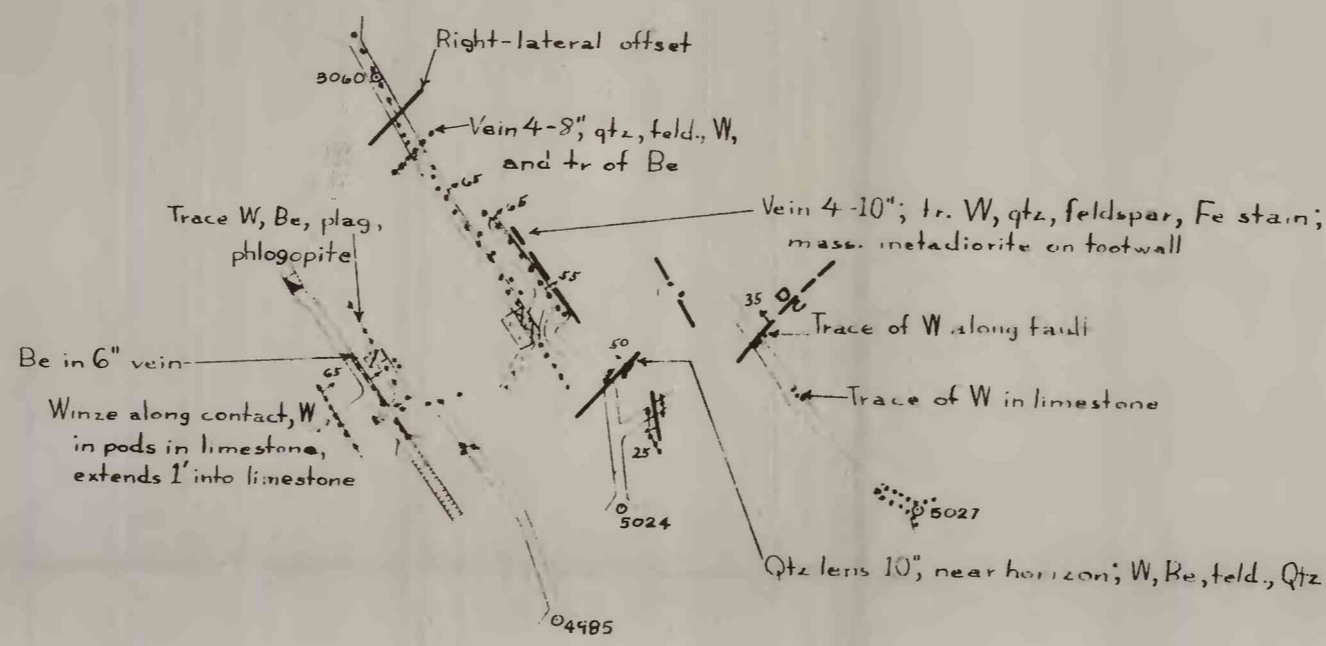 Right-lateral offset
3060
Vein 4-8", qtz, feld., W,
and tr of Be
65
Trace W, Be, plag,
phlogopite
Vein 4-10"; tr. W, qtz, feldspar, Fe stain;
mass. metadiorite on footwall
55
35
Trace of W along fault
50
Be in 6" vein
65
Trace of W in limestone
Winze along contact, W
in pods in limestone,
extends 1' into limestone
25
5024
5027
Qtz lens 10", near horizon; W, Be, feld., Qtz
4985